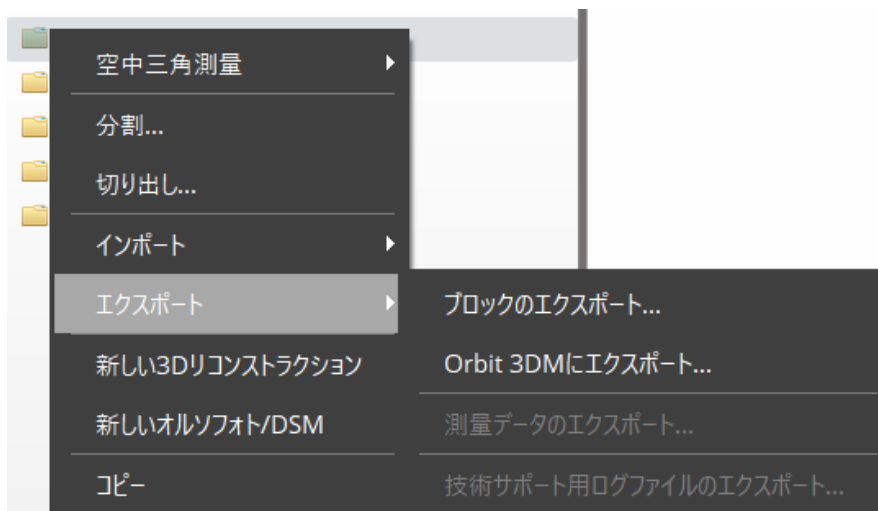 空中三角測量
分割...
切り出し...
インポート
エクスポート
新しい3Dリコンストラクション
新しいオルソフォト/DSM
コピー
ブロックのエクスポート...
Orbit 3DMにエクスポート...
測量データのエクスポート...
技術サポート用ログファイルのエクスポート...